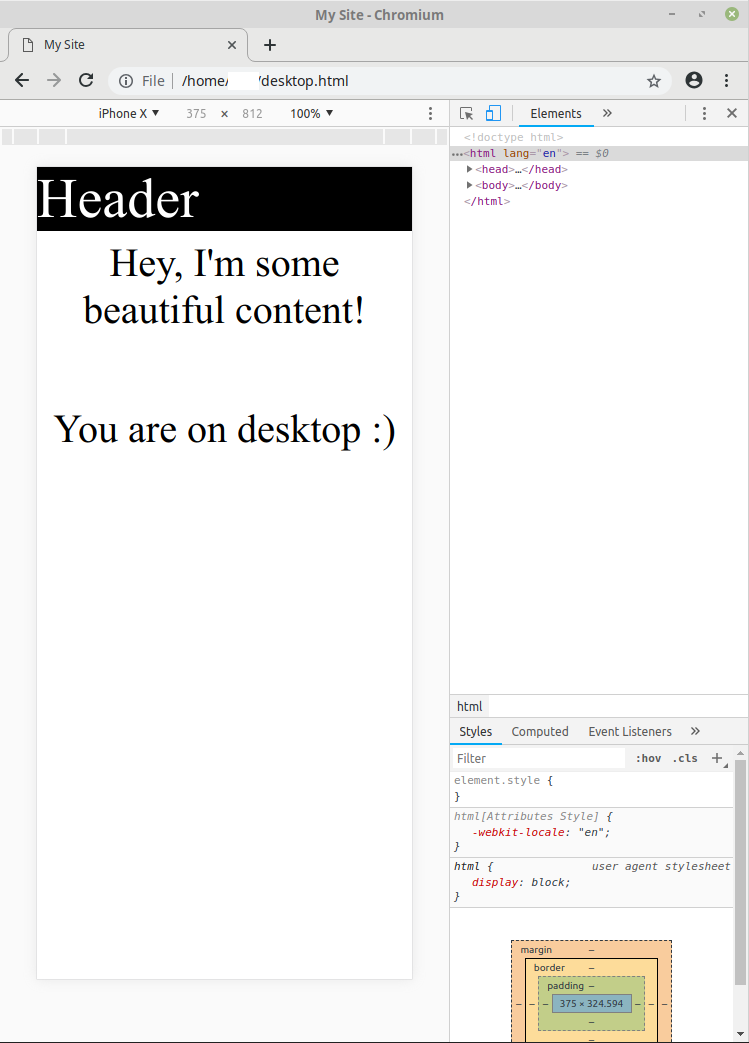 My Site - Chromium
My Site
File | /home/ /desktop.html
iPhone X ▼ 375 × 812 100% ▼
Elements »
Header
Hey, I'm some
beautiful content!
You are on desktop :)
<!doctype html>
…<html lang="en"> == $0
▶<head>…</head>
▶<body>…</body>
</html>
html
Styles Computed Event Listeners »
Filter :hov .cls +
element.style {
}
html[Attributes Style] {
-webkit-locale: "en";
}
html { user agent stylesheet
display: block;
}
margin –
border –
padding –
– – – 375 × 324.594 – – –
–
–